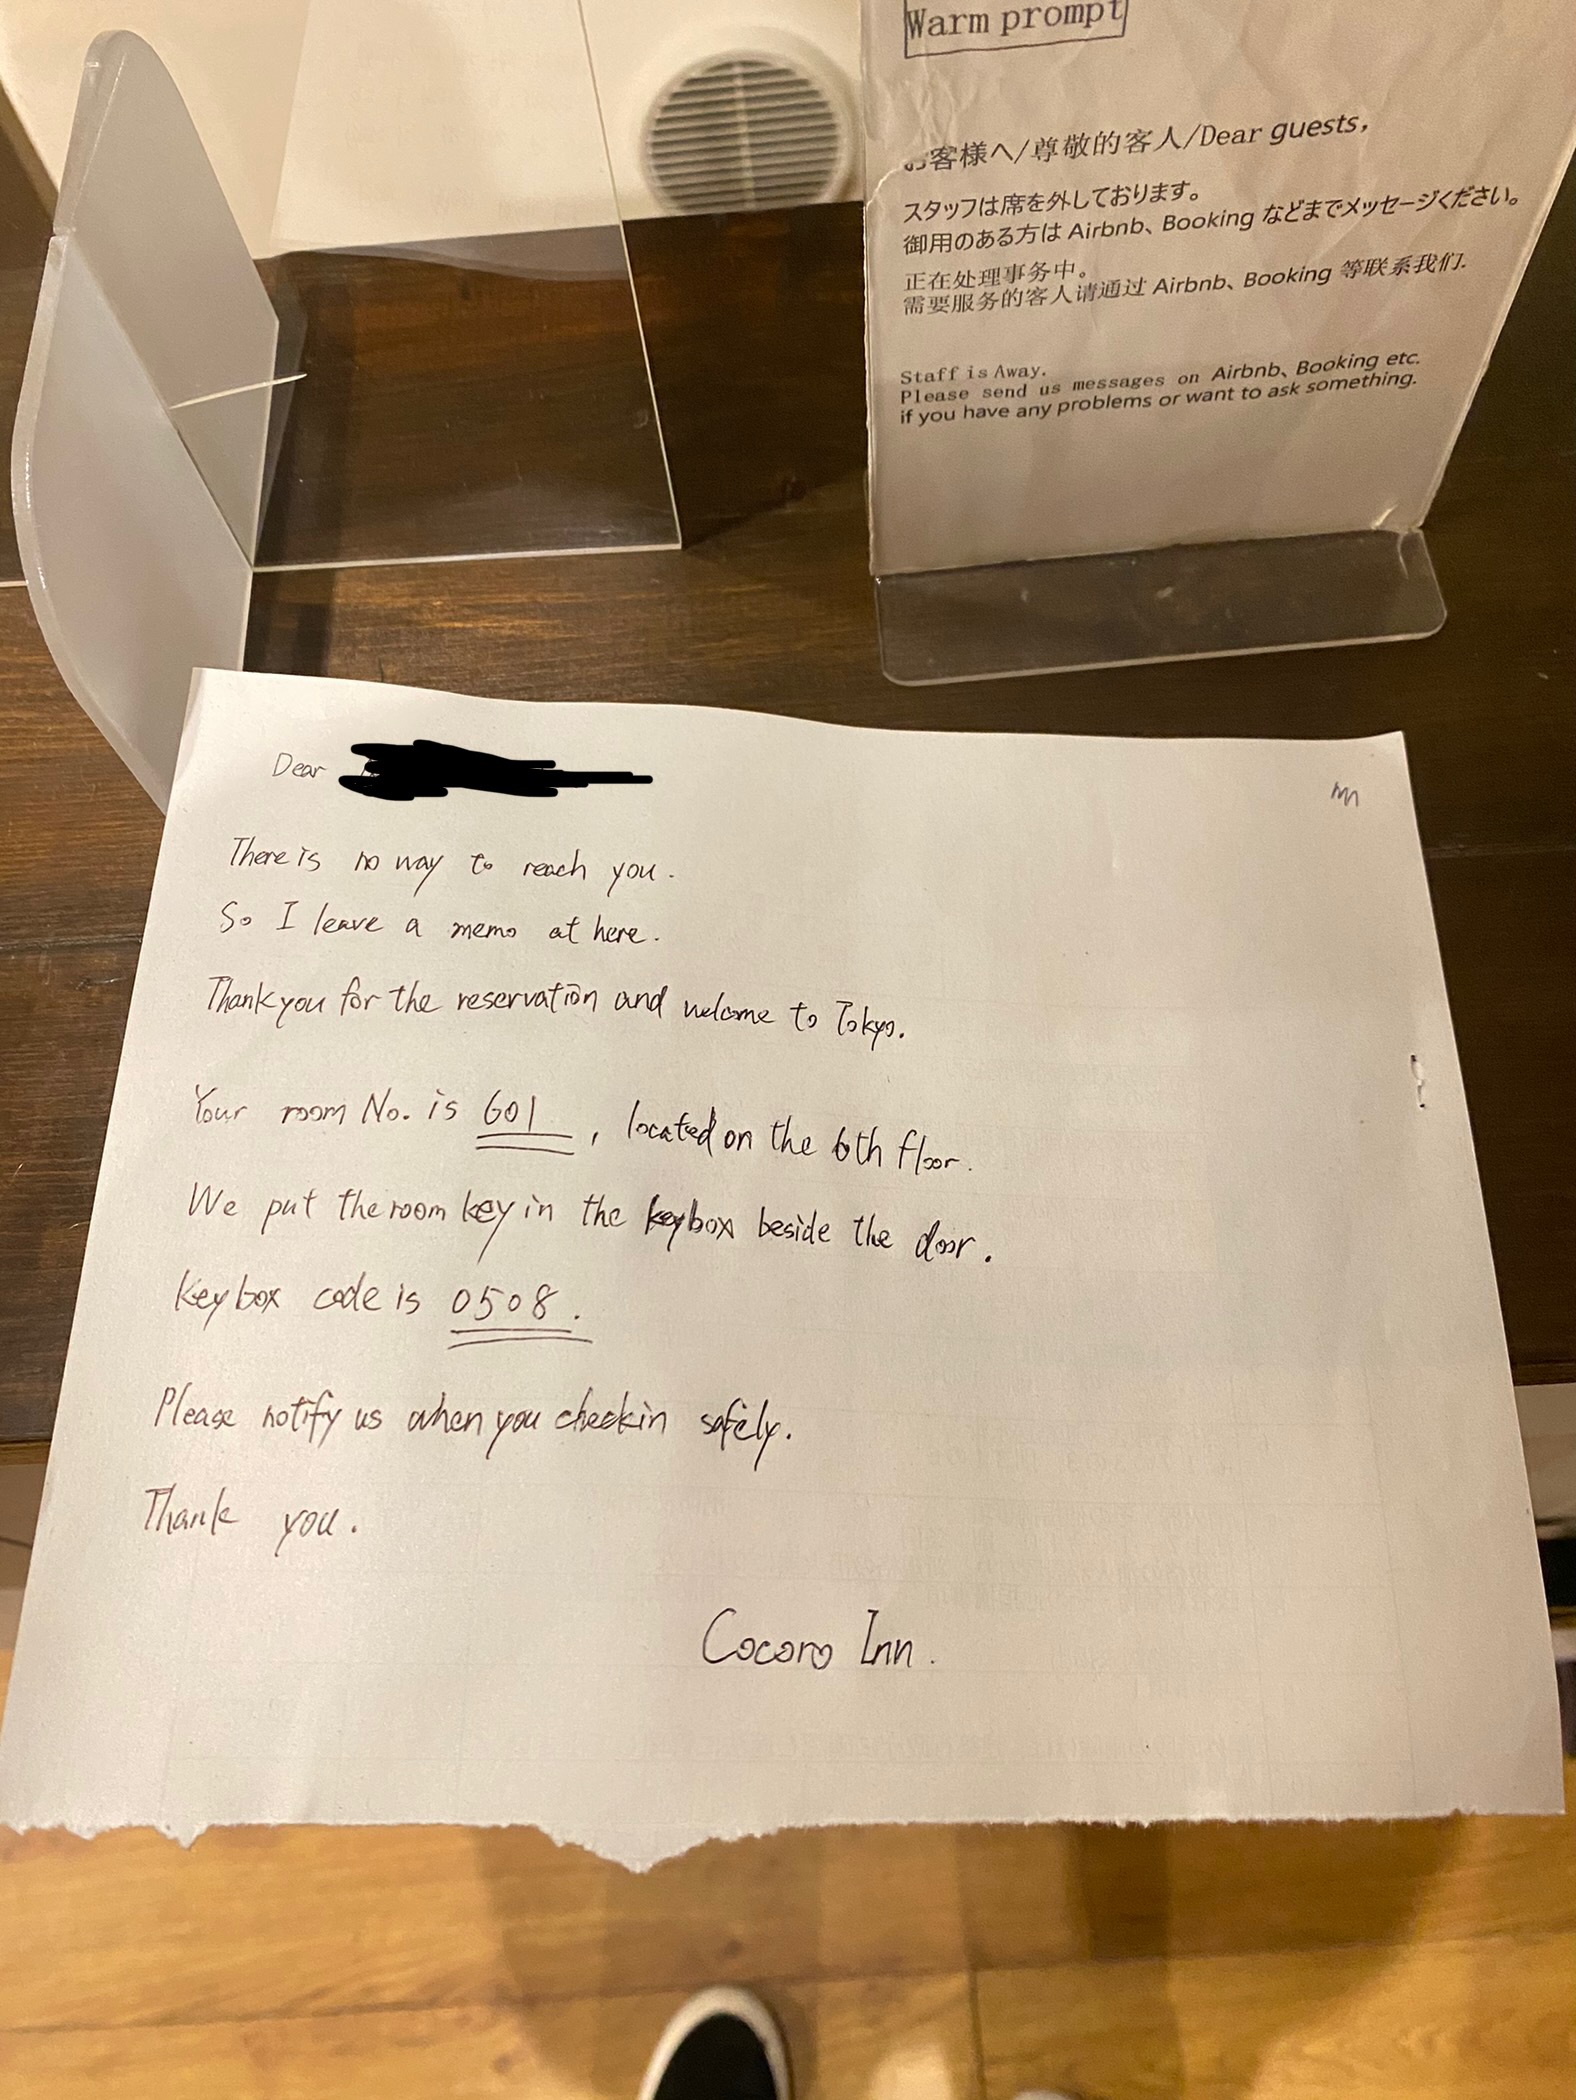 Warm prompt
お客様へ/尊敬的客人/Dear guests,
スタッフは席を外しております。
御用のある方は Airbnb、Booking などまでメッセージください。
正在处理事务中。
需要服务的客人请通过 Airbnb、Booking 等联系我们.
Staff is Away.
Please send us messages on Airbnb、Booking etc.
if you have any problems or want to ask something.
Dear
There is no way to reach you.
So I leave a memo at here.
Thank you for the reservation and welcome to Tokyo.
Your room No. is 601, located on the 6th floor.
We put the room key in the keybox beside the door.
Keybox code is 0508.
Please notify us when you checkin safely.
Thank you.
Cocoro Inn.